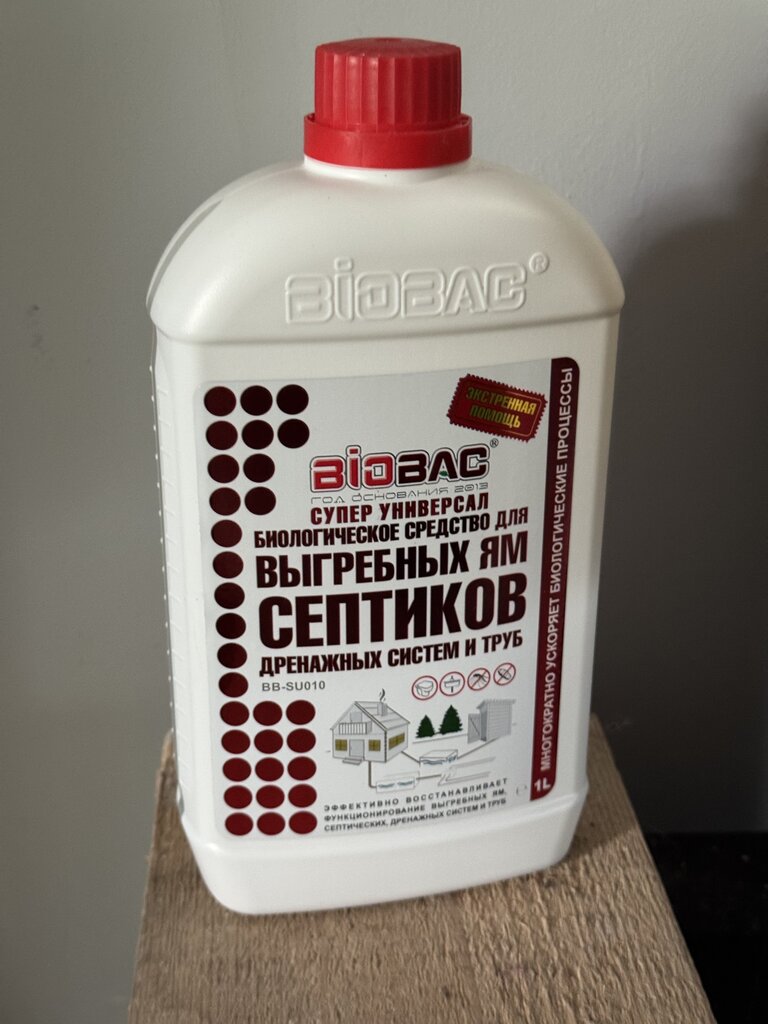 BiOBAC®
ЭКСТРЕННАЯ
ПОМОЩЬ
BiOBAC®
ГОД ОСНОВАНИЯ 2013
СУПЕР УНИВЕРСАЛ
БИОЛОГИЧЕСКОЕ СРЕДСТВО ДЛЯ
ВЫГРЕБНЫХ ЯМ
СЕПТИКОВ
ДРЕНАЖНЫХ СИСТЕМ И ТРУБ
BB-SU010
ЭФФЕКТИВНО ВОССТАНАВЛИВАЕТ
ФУНКЦИОНИРОВАНИЕ ВЫГРЕБНЫХ ЯМ,
СЕПТИЧЕСКИХ, ДРЕНАЖНЫХ СИСТЕМ И ТРУБ
1L
МНОГОКРАТНО УСКОРЯЕТ БИОЛОГИЧЕСКИЕ ПРОЦЕССЫ